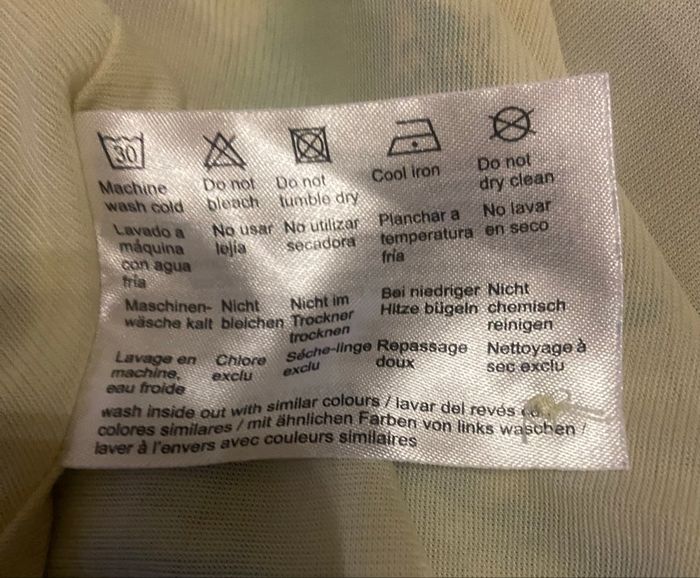 30
Machine
wash cold
Do not
bleach
Do not
tumble dry
Cool iron
Do not
dry clean
Lavado a
máquina
con agua
fría
No usar
lejia
No utilizar
secadora
Planchar a
temperatura
fría
No lavar
en seco
Maschinen-
wäsche kalt
Nicht
bleichen
Nicht im
Trockner
trocknen
Bei niedriger
Hitze bügeln
Nicht
chemisch
reinigen
Lavage en
machine,
eau froide
Chlore
exclu
Séche-linge
exclu
Repassage
doux
Nettoyage à
sec exclu
wash inside out with similar colours / lavar del revés
colores similares / mit ähnlichen Farben von links waschen /
laver à l'envers avec couleurs similaires